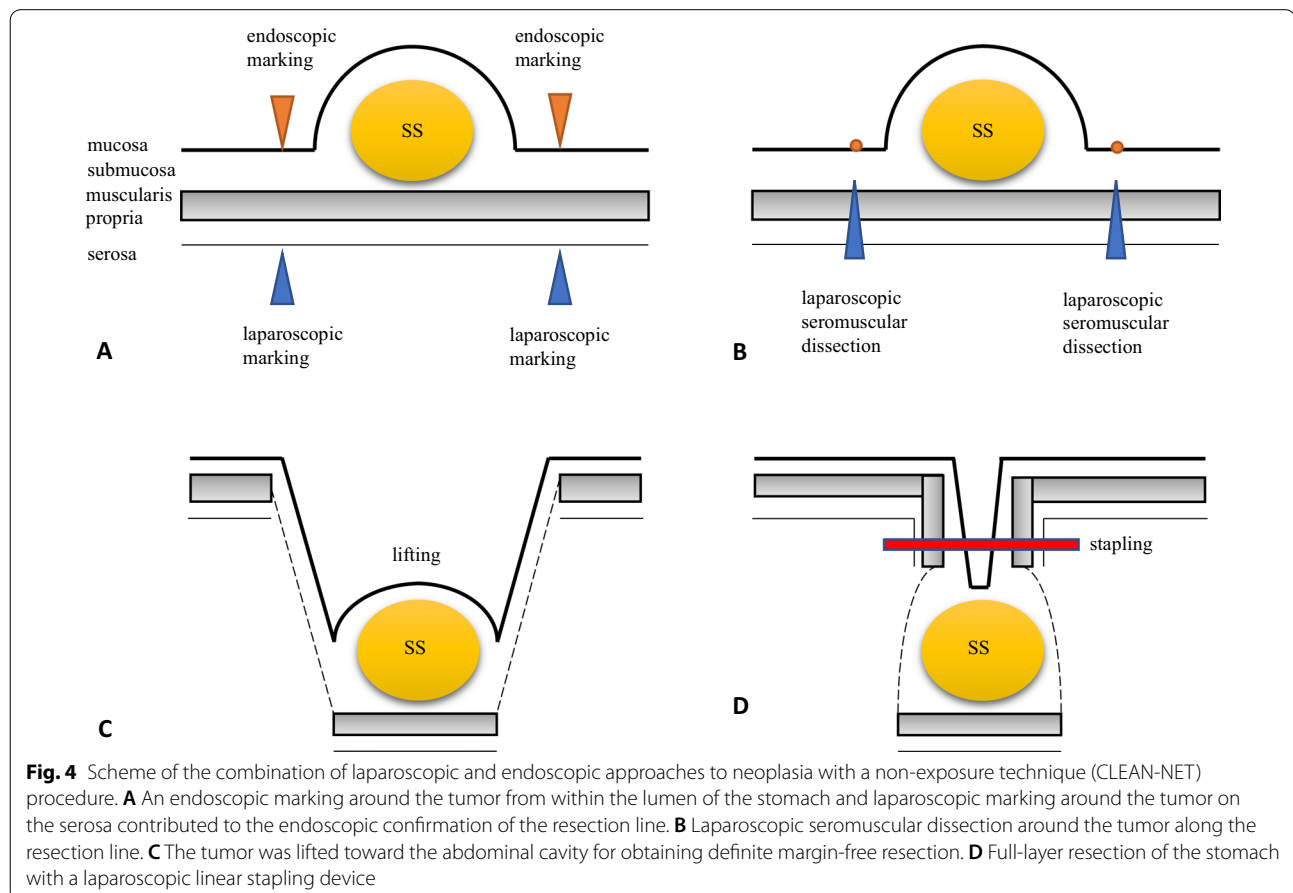 endoscopic
marking
endoscopic
marking
SS
mucosa
submucosa
muscularis
propria
serosa
laparoscopic
marking
laparoscopic
marking
A
SS
laparoscopic
seromuscular
dissection
laparoscopic
seromuscular
dissection
B
lifting
SS
C
stapling
SS
D
Fig. 4 Scheme of the combination of laparoscopic and endoscopic approaches to neoplasia with a non-exposure technique (CLEAN-NET)
procedure. A An endoscopic marking around the tumor from within the lumen of the stomach and laparoscopic marking around the tumor on
the serosa contributed to the endoscopic confirmation of the resection line. B Laparoscopic seromuscular dissection around the tumor along the
resection line. C The tumor was lifted toward the abdominal cavity for obtaining definite margin-free resection. D Full-layer resection of the stomach
with a laparoscopic linear stapling device